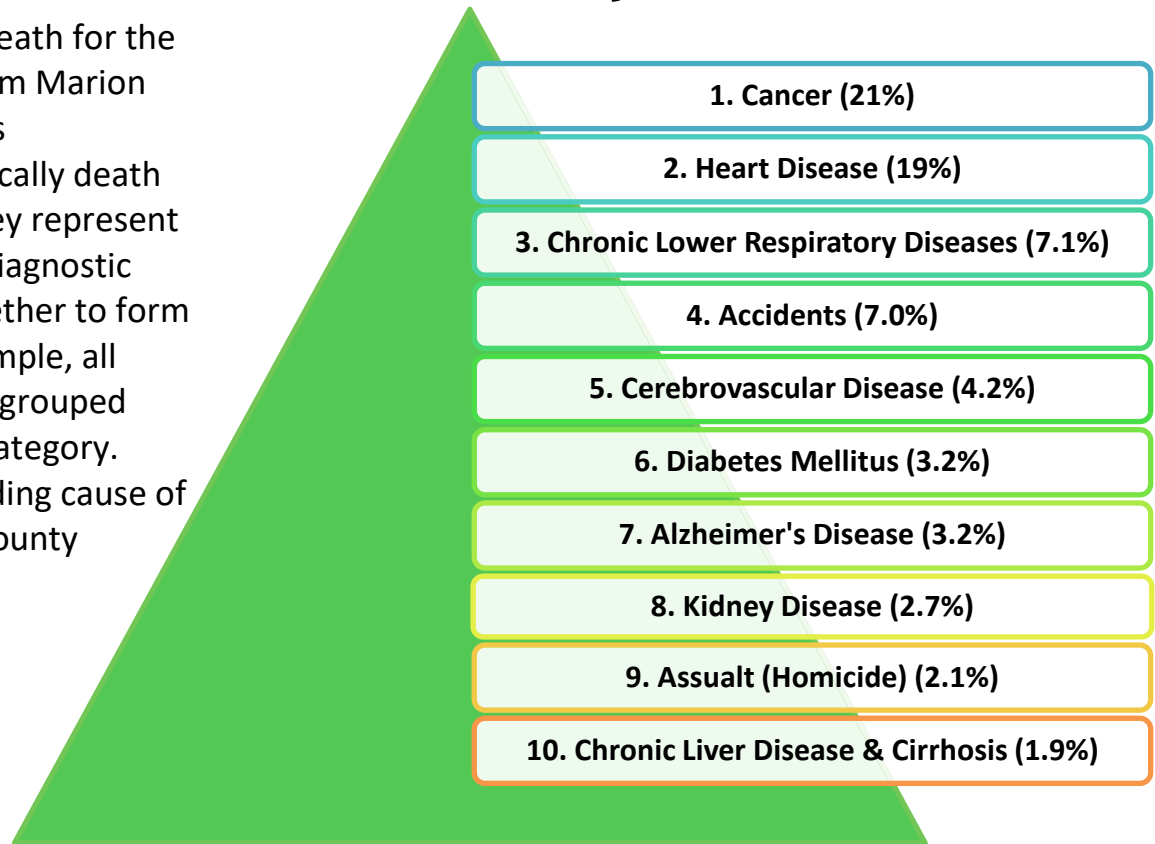 eath for the
m Marion
s
cally death
ey represent
iagnostic
ether to form
mple, all
grouped
ategory.
ding cause of
ounty
1. Cancer (21%)
2. Heart Disease (19%)
3. Chronic Lower Respiratory Diseases (7.1%)
4. Accidents (7.0%)
5. Cerebrovascular Disease (4.2%)
6. Diabetes Mellitus (3.2%)
7. Alzheimer's Disease (3.2%)
8. Kidney Disease (2.7%)
9. Assualt (Homicide) (2.1%)
10. Chronic Liver Disease & Cirrhosis (1.9%)